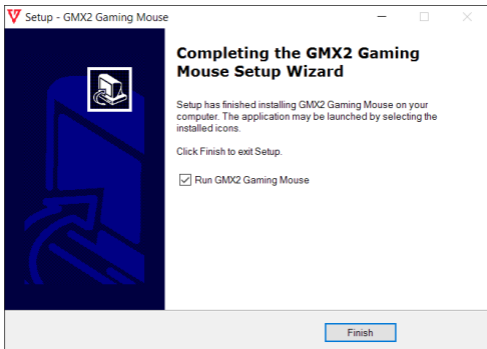 Setup - GMX2 Gaming Mouse
Completing the GMX2 Gaming
Mouse Setup Wizard
Setup has finished installing GMX2 Gaming Mouse on your
computer. The application may be launched by selecting the
installed icons.
Click Finish to exit Setup.
Run GMX2 Gaming Mouse
Finish